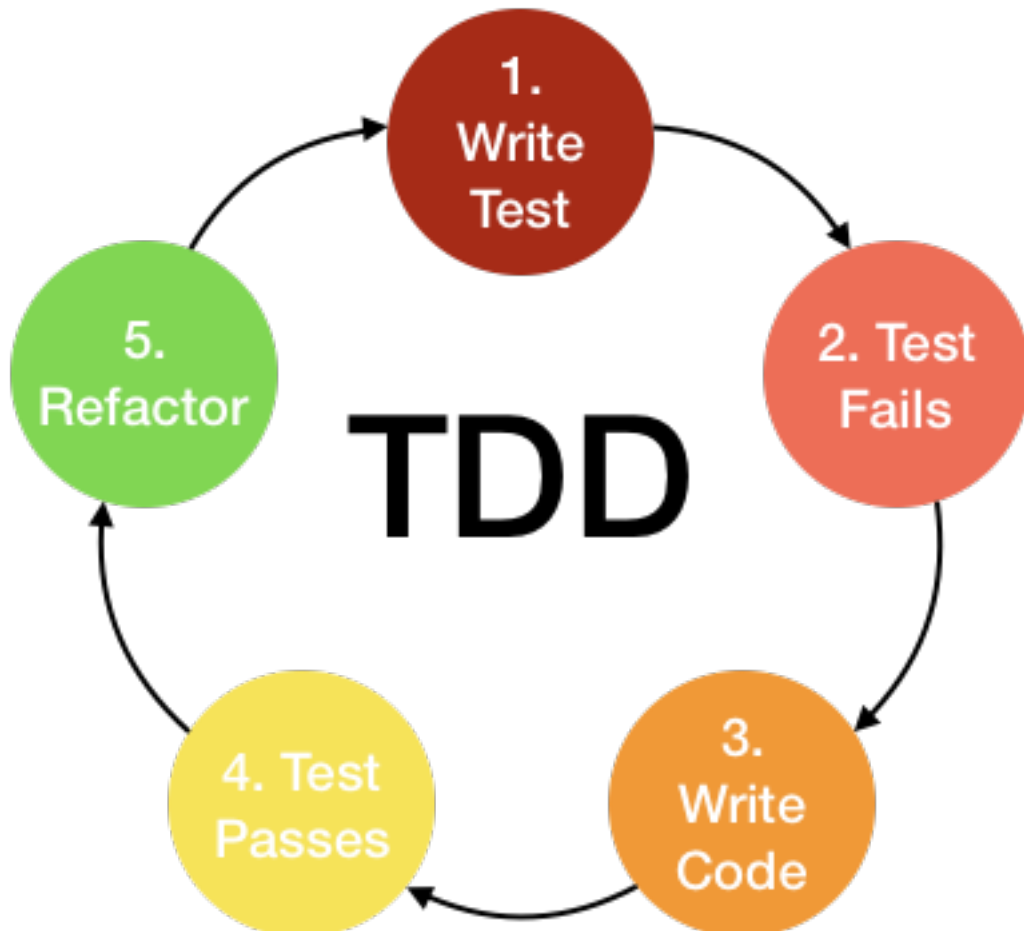 1.
Write
Test
2. Test
Fails
3.
Write
Code
4. Test
Passes
5.
Refactor
TDD